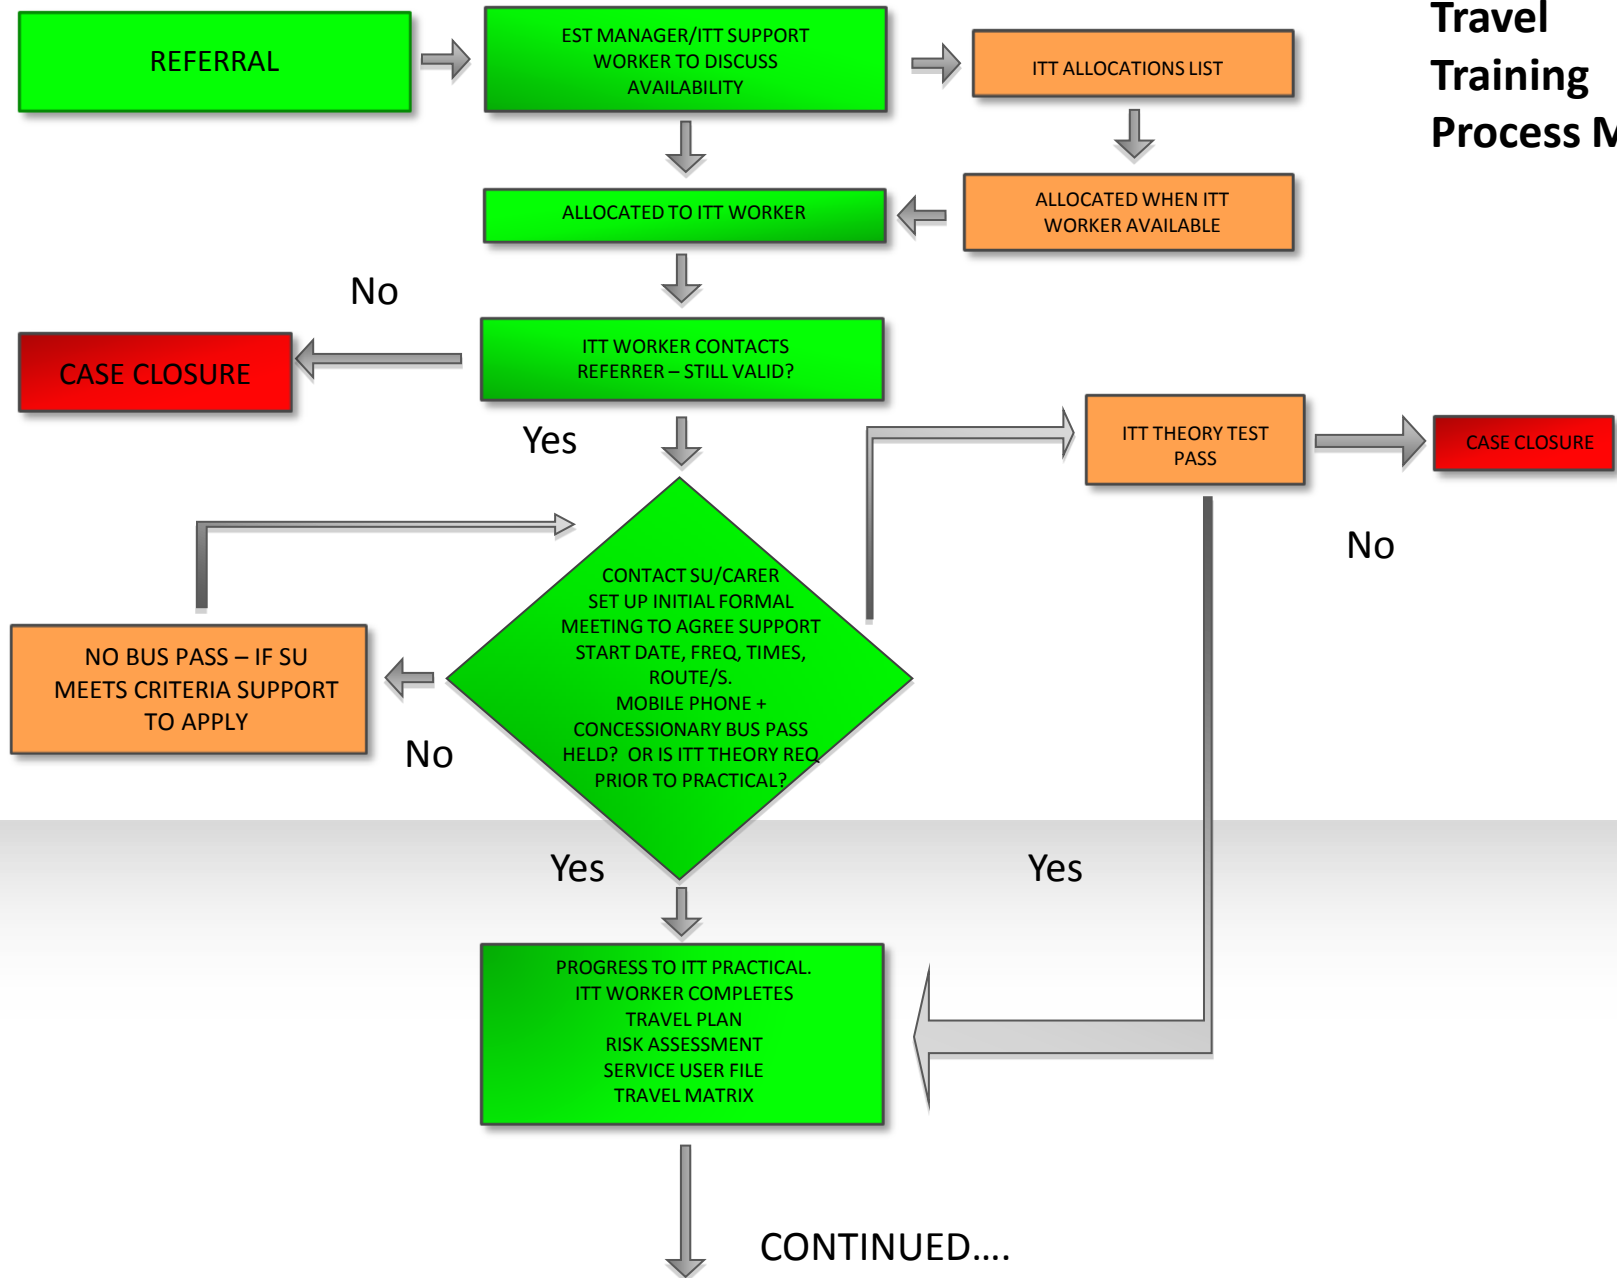 Travel
Training
Process M
REFERRAL
EST MANAGER/ITT SUPPORT
WORKER TO DISCUSS
AVAILABILITY
ITT ALLOCATIONS LIST
ALLOCATED TO ITT WORKER
ALLOCATED WHEN ITT
WORKER AVAILABLE
No
CASE CLOSURE
ITT WORKER CONTACTS
REFERRER – STILL VALID?
Yes
ITT THEORY TEST
PASS
CASE CLOSURE
No
CONTACT SU/CARER
SET UP INITIAL FORMAL
MEETING TO AGREE SUPPORT
START DATE, FREQ, TIMES,
ROUTE/S.
MOBILE PHONE +
CONCESSIONARY BUS PASS
HELD?  OR IS ITT THEORY REQ
PRIOR TO PRACTICAL?
NO BUS PASS – IF SU
MEETS CRITERIA SUPPORT
TO APPLY
No
Yes
Yes
PROGRESS TO ITT PRACTICAL.
ITT WORKER COMPLETES
TRAVEL PLAN
RISK ASSESSMENT
SERVICE USER FILE
TRAVEL MATRIX
CONTINUED....